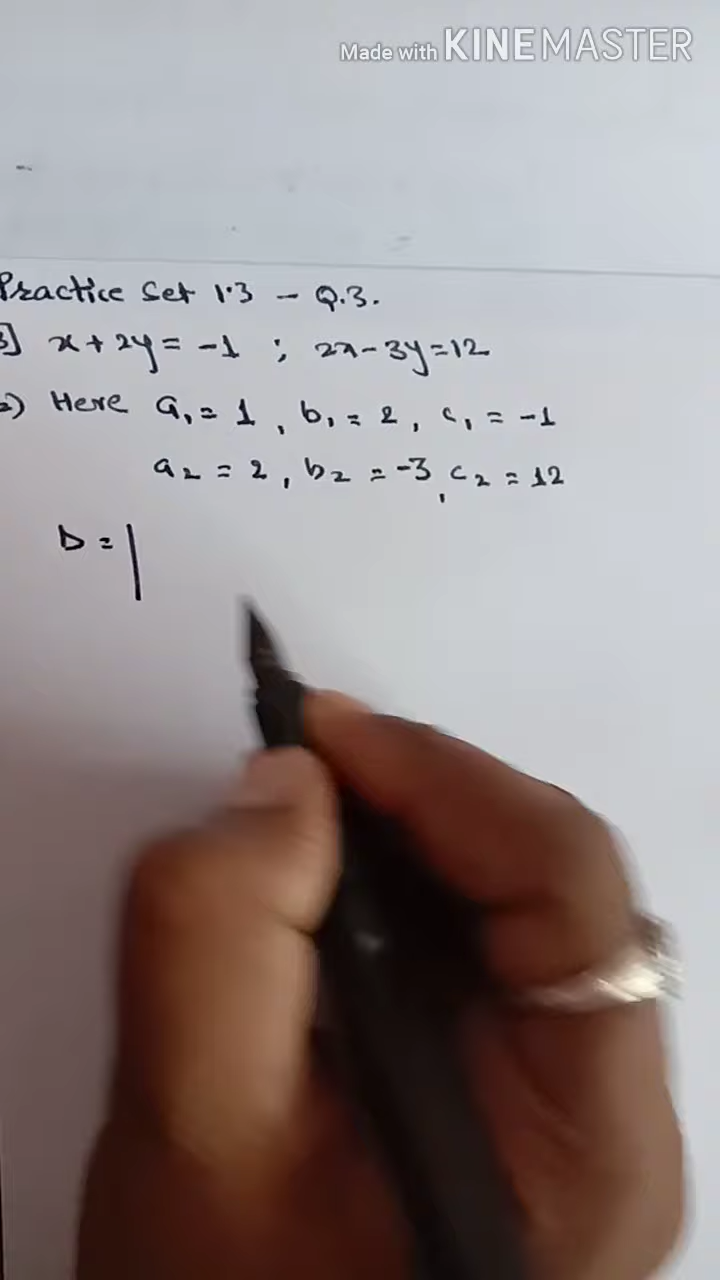 Made with KINEMASTER
Practice Set 1.3 - Q.3.
3] x + 2y = -1 ; 2x - 3y = 12
Here a₁ = 1, b₁ = 2, c₁ = -1
a₂ = 2, b₂ = -3, c₂ = 12
D = |